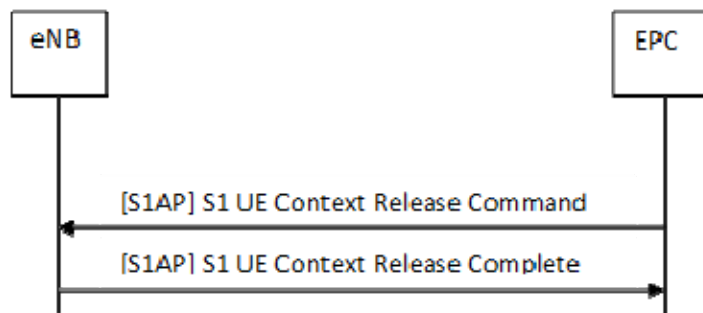 eNB
EPC
[S1AP] S1 UE Context Release Command
[S1AP] S1 UE Context Release Complete